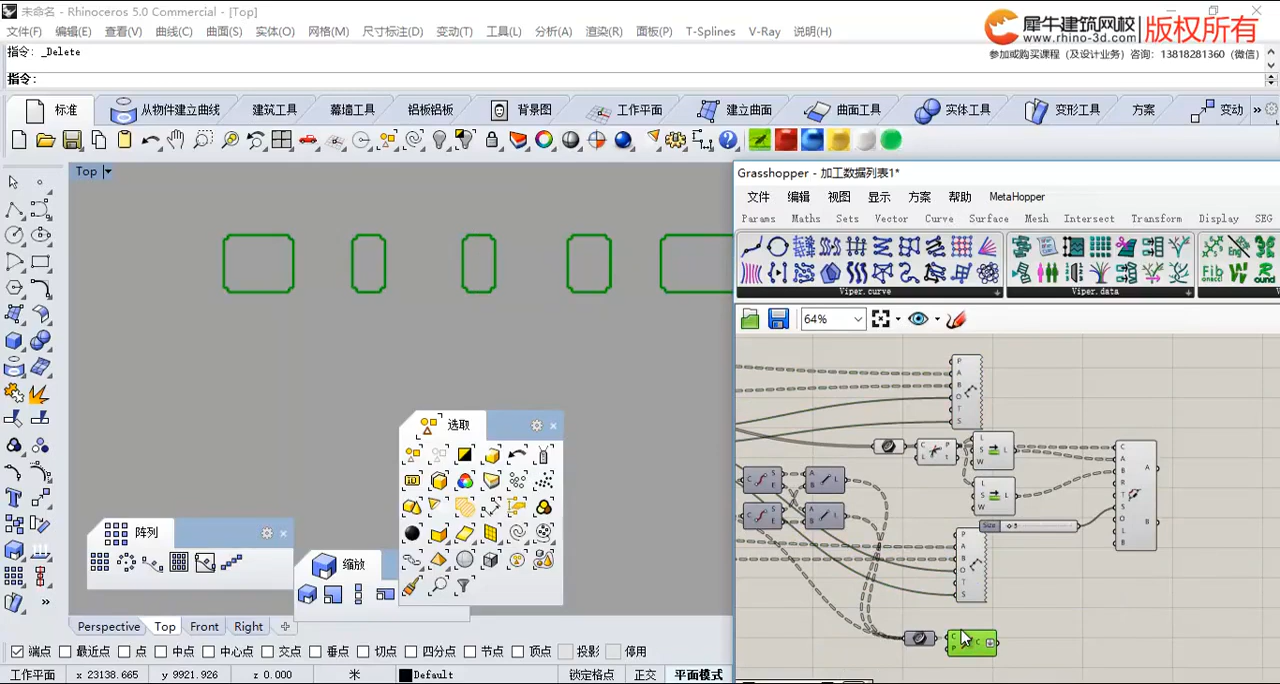 未命名 - Rhinoceros 5.0 Commercial - [Top]
文件(F) 编辑(E) 查看(V) 曲线(C) 曲面(S) 实体(O) 网格(M) 尺寸标注(D) 变动(T) 工具(L) 分析(A) 渲染(R) 面板(P) T-Splines V-Ray 说明(H)
犀牛建筑网校 版权所有
www.rhino-3d.com
参加或购买课程（及设计业务）咨询：13818281360（微信）
指令: _Delete
指令:
标准 从物件建立曲线 建筑工具 幕墙工具 铝板铝板 背景图 工作平面 建立曲面 曲面工具 实体工具 变形工具 方案 变动 »
Top
Grasshopper - 加工数据列表1*
文件 编辑 视图 显示 方案 帮助 MetaHopper
Params Maths Sets Vector Curve Surface Mesh Intersect Transform Display SEG
Viper.curve Viper.data
64%
P
A
B
O
T
S
C P
L T
L
S L
W
L
S L
W
C S
E
A
B L
C S
E
A
B L
Size 3
C
A
B
R
T
S
O
L
B
A
B
P
A
B
O
T
S
C
P C
选取
阵列
缩放
Perspective Top Front Right
端点 最近点 点 中点 中心点 交点 垂点 切点 四分点 节点 顶点 投影 停用
工作平面 x 23138.665 y 9921.926 z 0.000 米 Default 锁定格点 正交 平面模式